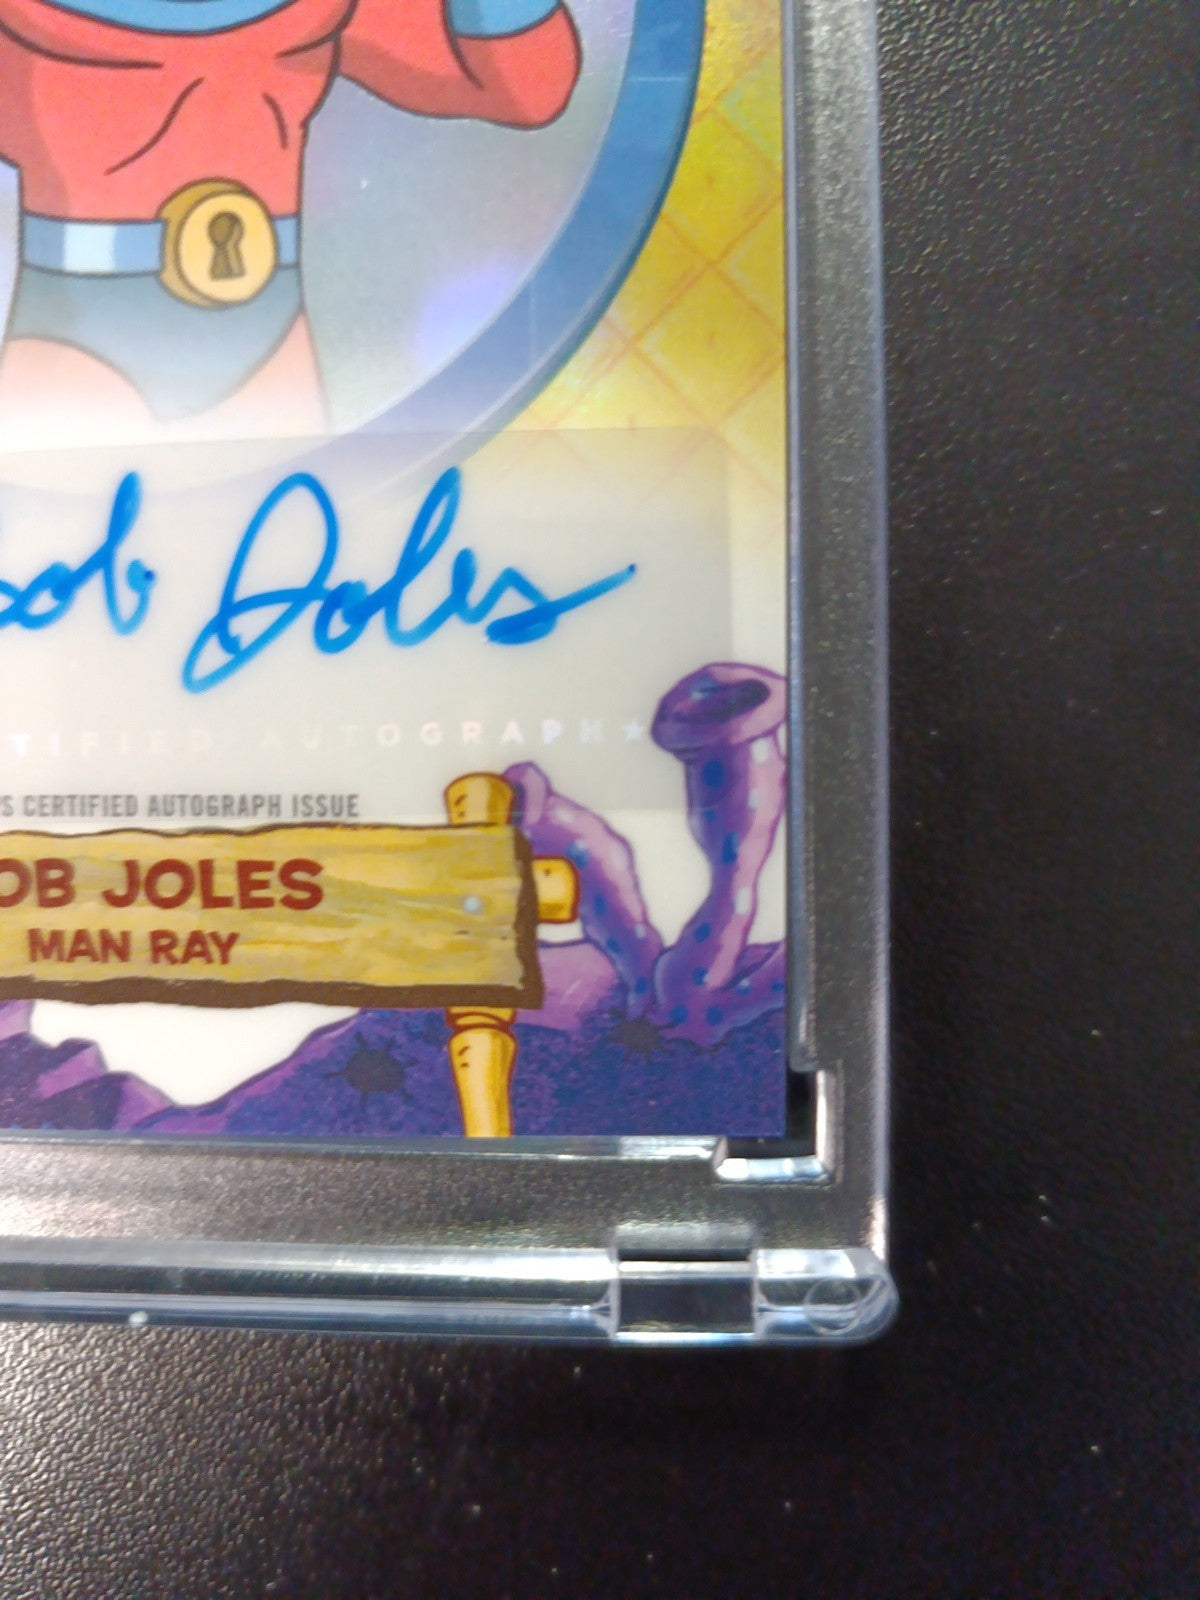 Bob Joles
TIFIED AUTOGRAPH★
S CERTIFIED AUTOGRAPH ISSUE
OB JOLES
MAN RAY